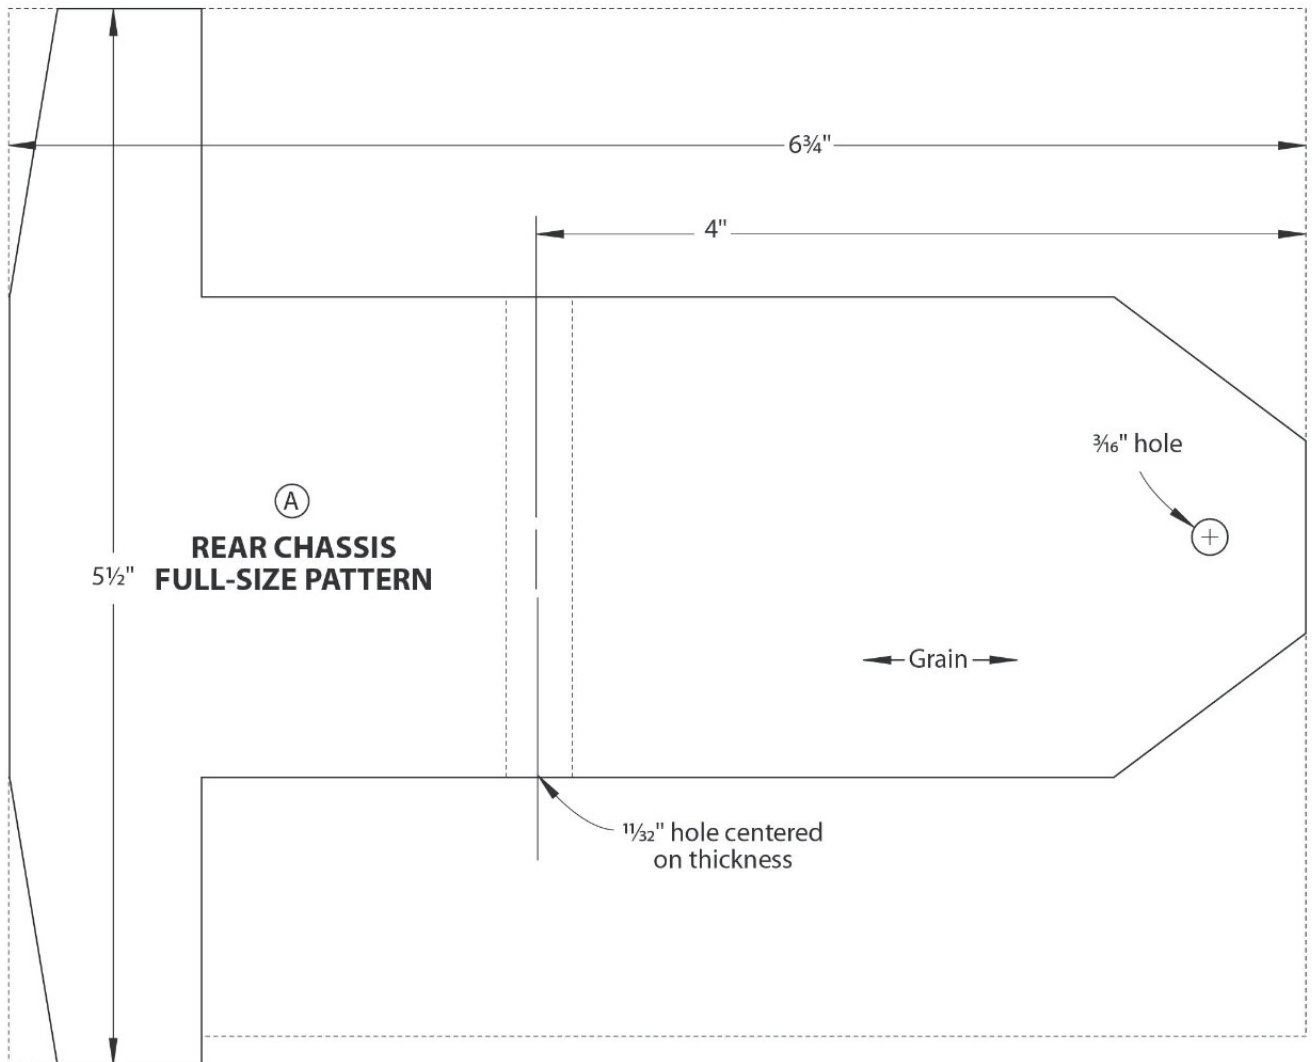 6¾"
4"
³⁄₁₆" hole
A
REAR CHASSIS
FULL-SIZE PATTERN
5½"
Grain
¹¹⁄₃₂" hole centered
on thickness